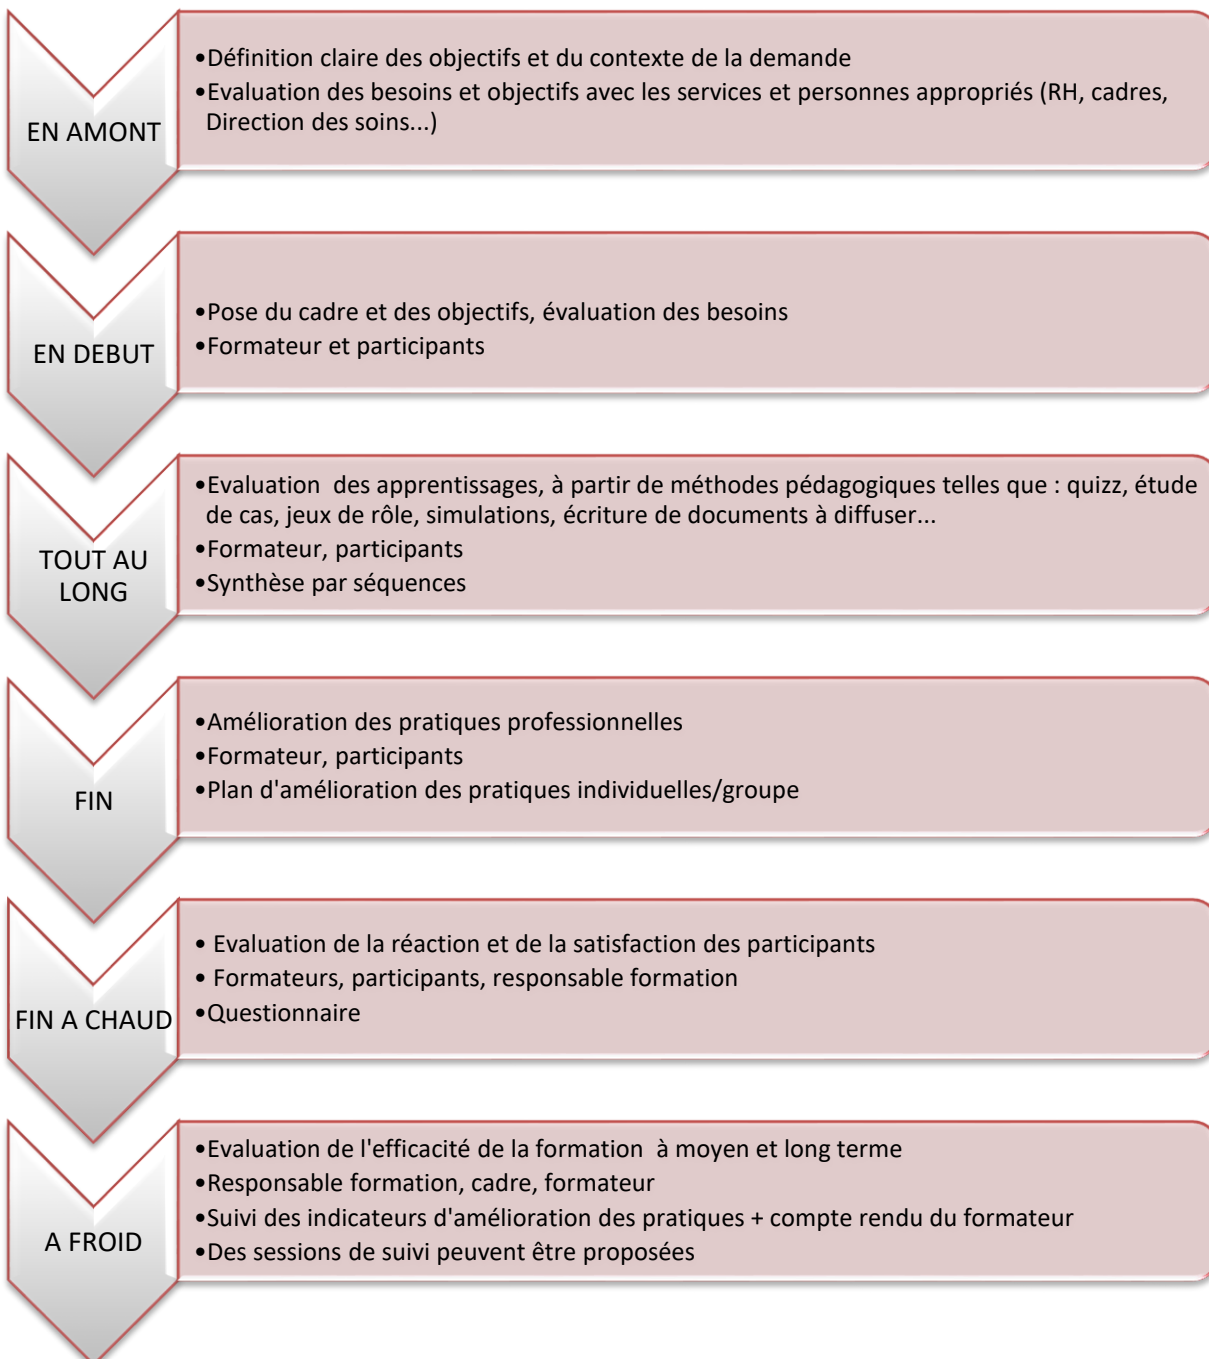 EN AMONT
•Définition claire des objectifs et du contexte de la demande
•Evaluation des besoins et objectifs avec les services et personnes appropriés (RH, cadres,
Direction des soins...)
EN DEBUT
•Pose du cadre et des objectifs, évaluation des besoins
•Formateur et participants
TOUT AU
LONG
•Evaluation  des apprentissages, à partir de méthodes pédagogiques telles que : quizz, étude
de cas, jeux de rôle, simulations, écriture de documents à diffuser...
•Formateur, participants
•Synthèse par séquences
FIN
•Amélioration des pratiques professionnelles
•Formateur, participants
•Plan d'amélioration des pratiques individuelles/groupe
FIN A CHAUD
• Evaluation de la réaction et de la satisfaction des participants
• Formateurs, participants, responsable formation
•Questionnaire
A FROID
•Evaluation de l'efficacité de la formation  à moyen et long terme
•Responsable formation, cadre, formateur
•Suivi des indicateurs d'amélioration des pratiques + compte rendu du formateur
•Des sessions de suivi peuvent être proposées